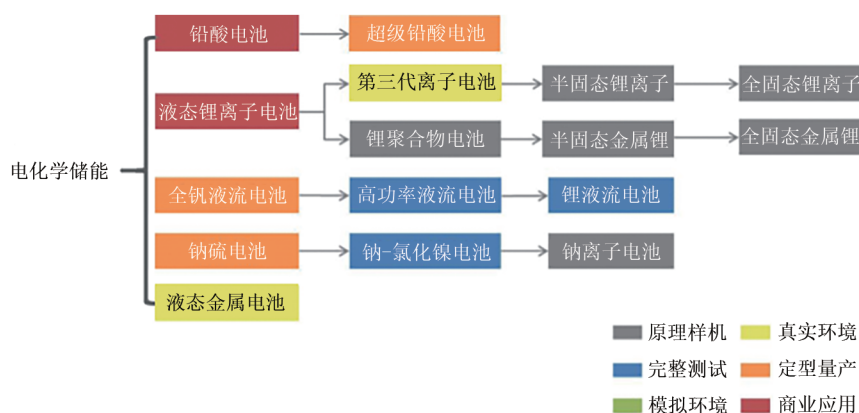 铅酸电池
超级铅酸电池
第三代离子电池
半固态锂离子
全固态锂离子
液态锂离子电池
锂聚合物电池
半固态金属锂
全固态金属锂
电化学储能
全钒液流电池
高功率液流电池
锂液流电池
钠硫电池
钠-氯化镍电池
钠离子电池
液态金属电池
原理样机
真实环境
完整测试
定型量产
模拟环境
商业应用